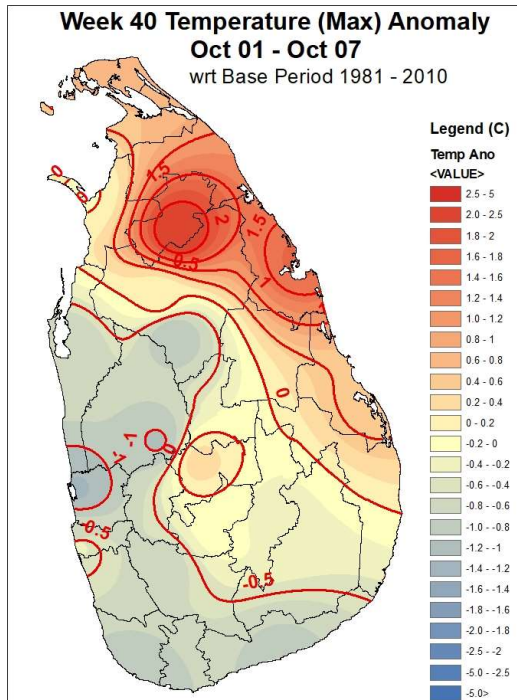 Week 40 Temperature (Max) Anomaly
Oct 01 - Oct 07
wrt Base Period 1981 - 2010
Legend (C)
Temp Ano
<VALUE>
2.5 - 5
2.0 - 2.5
1.8 - 2
1.6 - 1.8
1.4 - 1.6
1.2 - 1.4
1.0 - 1.2
0.8 - 1
0.6 - 0.8
0.4 - 0.6
0.2 - 0.4
0 - 0.2
-0.2 - 0
-0.4 - -0.2
-0.6 - -0.4
-0.8 - -0.6
-1.0 - -0.8
-1.2 - -1
-1.4 - -1.2
-1.6 - -1.4
-1.8 - -1.6
-2.0 - -1.8
-2.5 - -2
-5.0 - -2.5
-5.0>
0
0
1.5
2
1.5
0.5
1
0
-1
-1
0
-0.5
-0.5